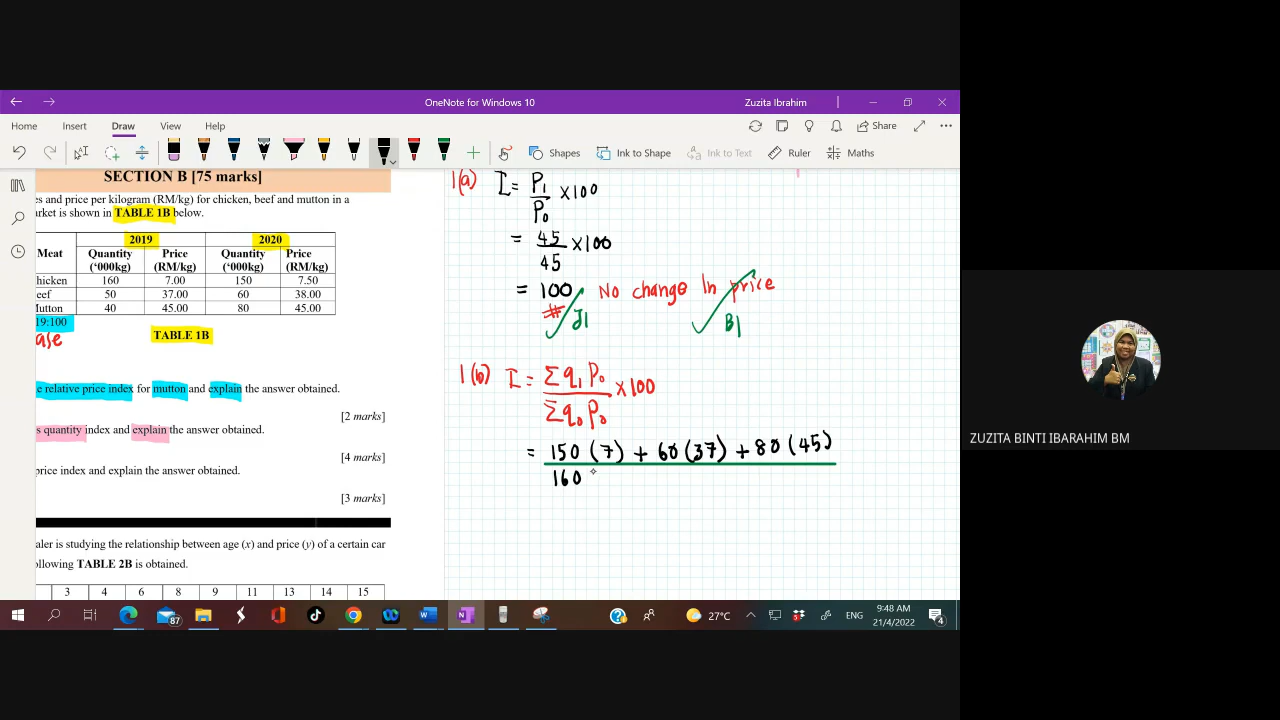 OneNote for Windows 10
Zuzita Ibrahim
Home Insert Draw View Help
Share
Shapes Ink to Shape Ink to Text Ruler Maths
SECTION B [75 marks]
es and price per kilogram (RM/kg) for chicken, beef and mutton in a
arket is shown in TABLE 1B below.
2019 2020
Meat Quantity Price Quantity Price
('000kg) (RM/kg) ('000kg) (RM/kg)
hicken 160 7.00 150 7.50
eef 50 37.00 60 38.00
Mutton 40 45.00 80 45.00
19:100
ase
TABLE 1B
e relative price index for mutton and explain the answer obtained.
[2 marks]
s quantity index and explain the answer obtained.
[4 marks]
price index and explain the answer obtained.
[3 marks]
aler is studying the relationship between age (x) and price (y) of a certain car
ollowing TABLE 2B is obtained.
3 4 6 8 9 11 13 14 15
1(a) I = P₁/P₀ ×100
= 45/45 ×100
= 100 No change In price
# J1 B1
1(b) I = Σq₁P₀/Σq₀P₀ ×100
= 150 (7) + 60 (37) + 80 (45)
160
ZUZITA BINTI IBARAHIM BM
87
27°C
ENG
9:48 AM
21/4/2022
4